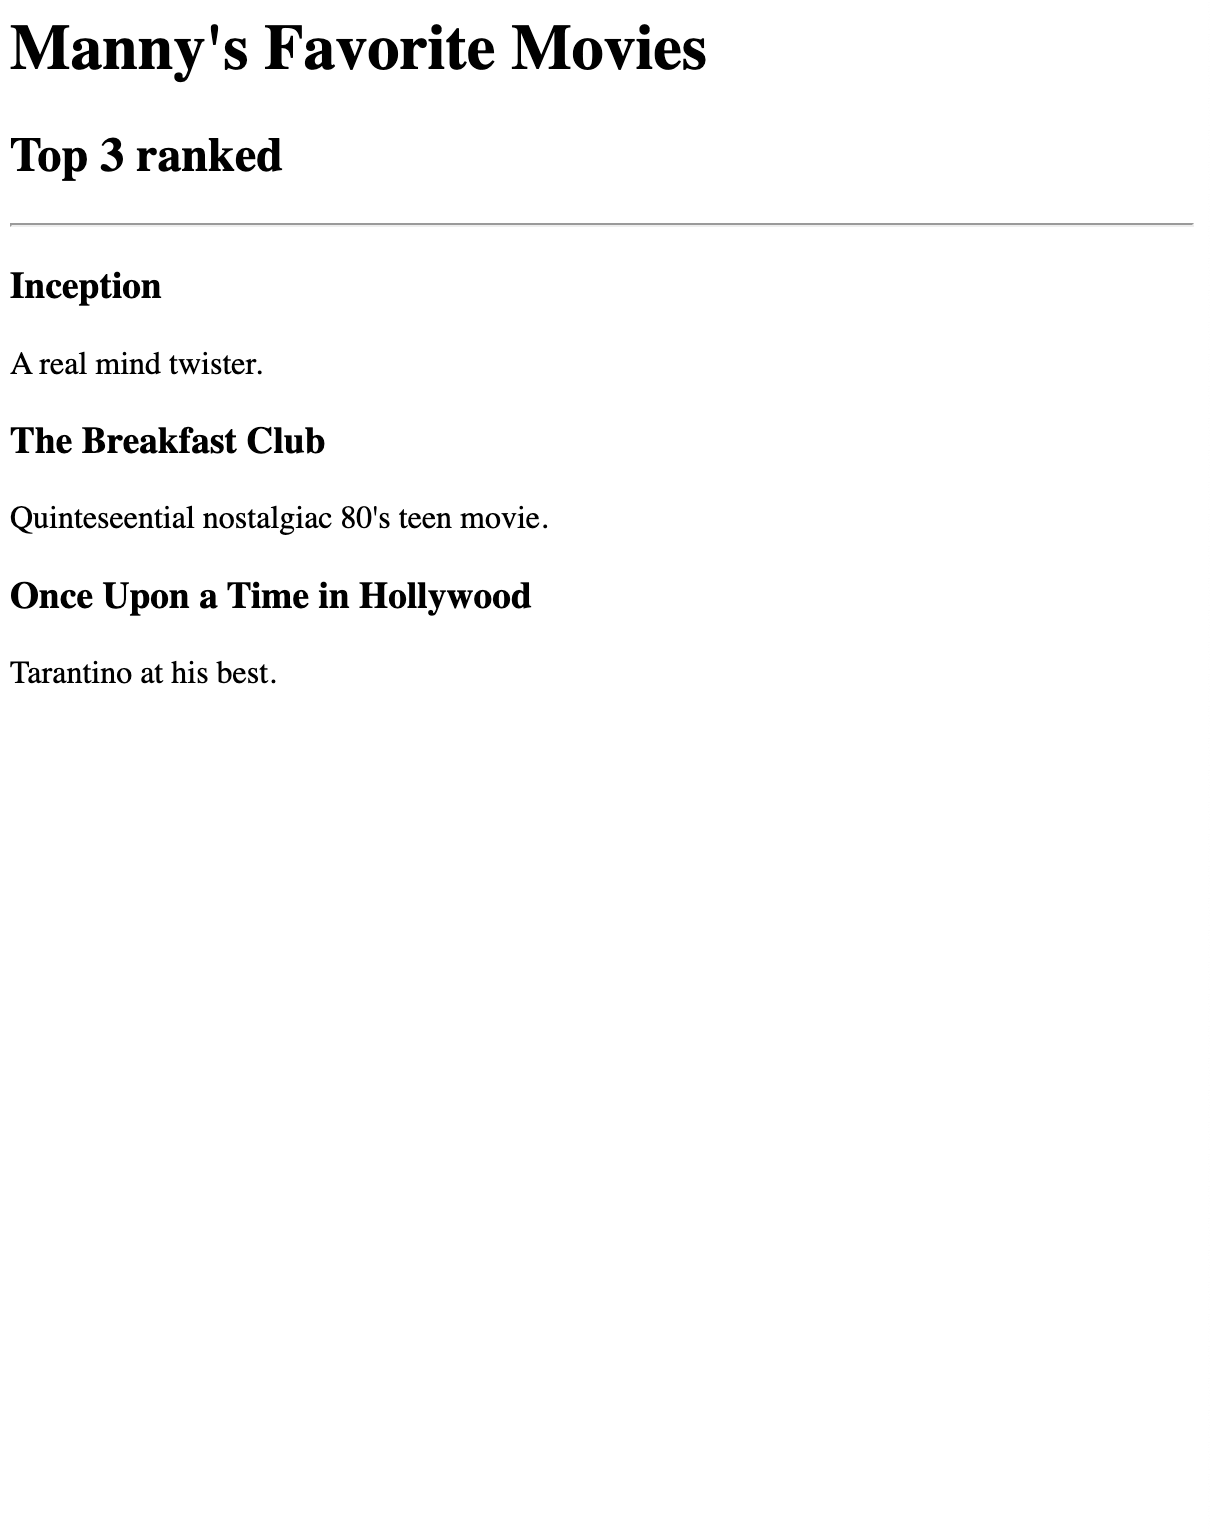 Manny's Favorite Movies
Top 3 ranked
Inception
A real mind twister.
The Breakfast Club
Quinteseential nostalgiac 80's teen movie.
Once Upon a Time in Hollywood
Tarantino at his best.